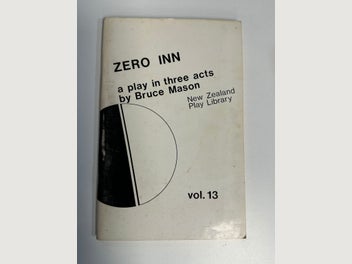 ZERO INN
a play in three acts
by Bruce Mason
New Zealand
Play Library
vol. 13